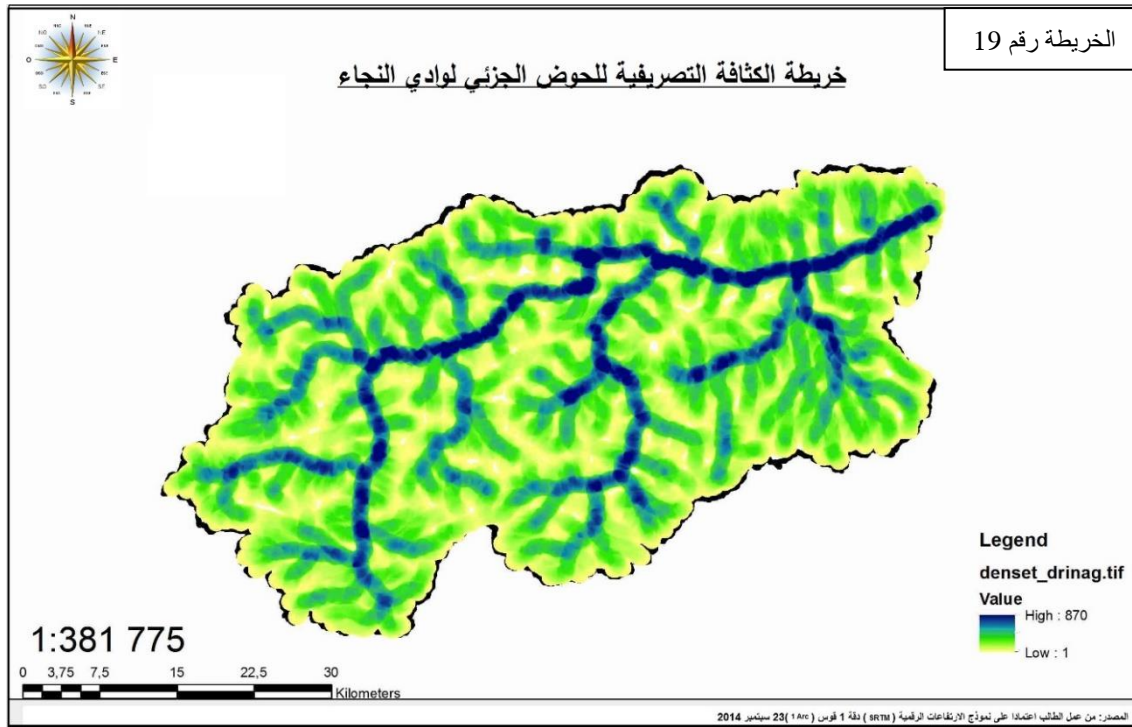 الخريطة رقم 19
خريطة الكثافة التصريفية للحوض الجزئي لوادي النجاء
N
E
S
O
Legend
denset_drinag.tif
Value
High : 870
Low : 1
1:381 775
0 3,75 7,5 15 22,5 30
Kilometers
المصدر: من عمل الطالب اعتمادا على نموذج الارتفاعات الرقمية ( SRTM ) دقة 1 قوس ( 1 Arc )23 سبتمبر 2014